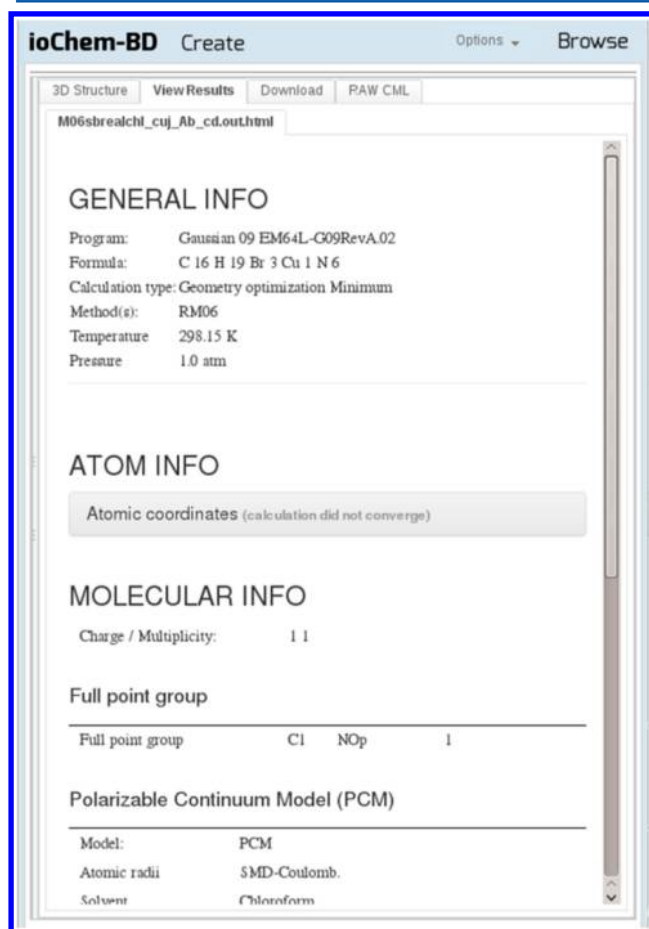 ioChem-BD Create Options Browse
3D Structure View Results Download RAW CML
M06sbrealchl_cuj_Ab_cd.out.html
GENERAL INFO
Program: Gaussian 09 EM64L-G09RevA.02
Formula: C 16 H 19 Br 3 Cu 1 N 6
Calculation type: Geometry optimization Minimum
Method(s): RM06
Temperature 298.15 K
Pressure 1.0 atm
ATOM INFO
Atomic coordinates (calculation did not converge)
MOLECULAR INFO
Charge / Multiplicity: 1 1
Full point group
Full point group C1 NOp 1
Polarizable Continuum Model (PCM)
Model: PCM
Atomic radii SMD-Coulomb.
Solvent Chloroform